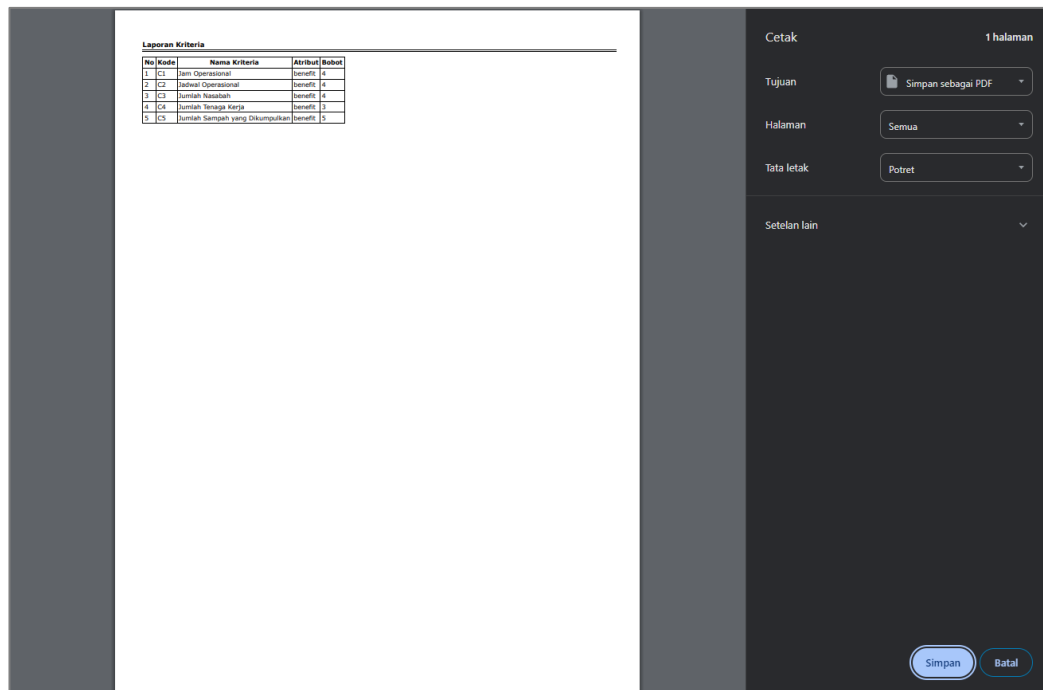 Laporan Kriteria
No Kode Nama Kriteria Atribut Bobot
1 C1 Jam Operasional benefit 4
2 C2 Jadwal Operasional benefit 4
3 C3 Jumlah Nasabah benefit 4
4 C4 Jumlah Tenaga Kerja benefit 3
5 C5 Jumlah Sampah yang Dikumpulkan benefit 5
Cetak 1 halaman
Tujuan Simpan sebagai PDF
Halaman Semua
Tata letak Potret
Setelan lain
Simpan Batal